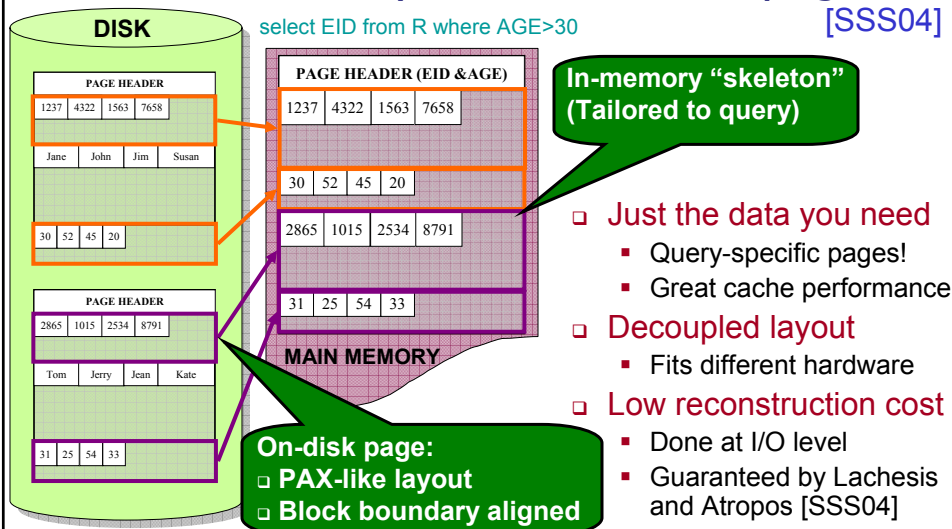 [SSS04]
DISK
select EID from R where AGE>30
PAGE HEADER
1237 4322 1563 7658
Jane John Jim Susan
30 52 45 20
PAGE HEADER
2865 1015 2534 8791
Tom Jerry Jean Kate
31 25 54 33
PAGE HEADER (EID &AGE)
1237 4322 1563 7658
30 52 45 20
2865 1015 2534 8791
31 25 54 33
MAIN MEMORY
In-memory “skeleton”
(Tailored to query)
On-disk page:
PAX-like layout
Block boundary aligned
Just the data you need
Query-specific pages!
Great cache performance
Decoupled layout
Fits different hardware
Low reconstruction cost
Done at I/O level
Guaranteed by Lachesis
and Atropos [SSS04]